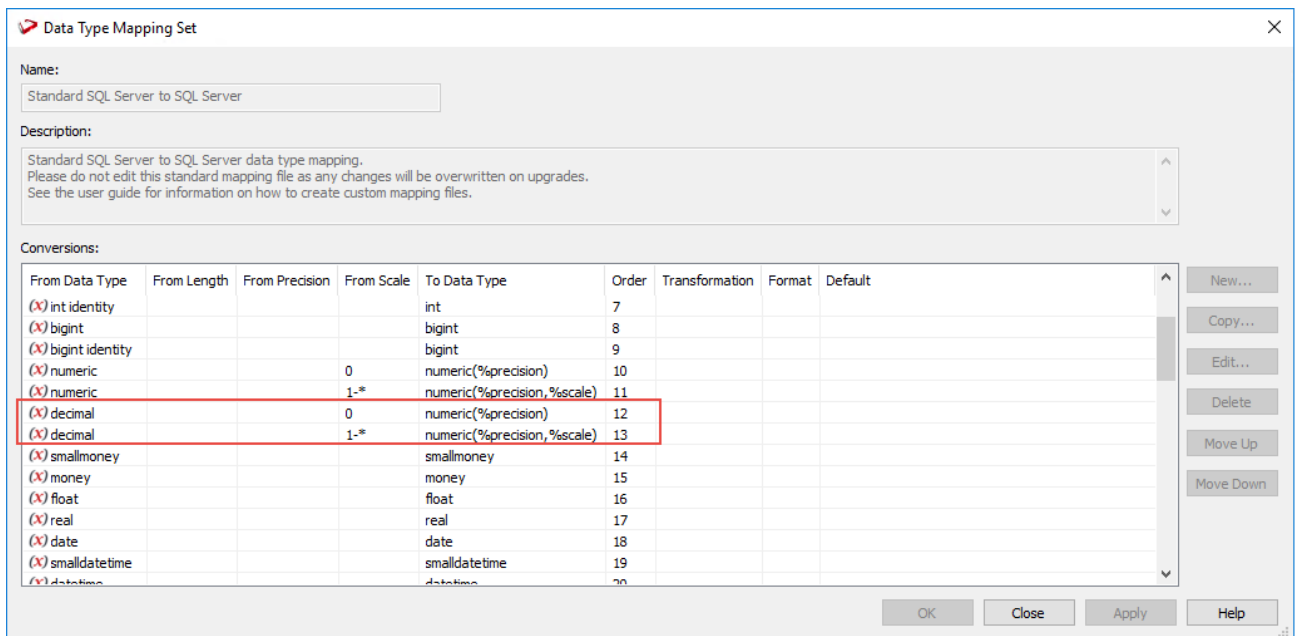 Data Type Mapping Set
Name:
Standard SQL Server to SQL Server
Description:
Standard SQL Server to SQL Server data type mapping.
Please do not edit this standard mapping file as any changes will be overwritten on upgrades.
See the user guide for information on how to create custom mapping files.
Conversions:
From Data Type From Length From Precision From Scale To Data Type Order Transformation Format Default
(x) int identity int 7
(x) bigint bigint 8
(x) bigint identity bigint 9
(x) numeric 0 numeric(%precision) 10
(x) numeric 1-* numeric(%precision,%scale) 11
(x) decimal 0 numeric(%precision) 12
(x) decimal 1-* numeric(%precision,%scale) 13
(x) smallmoney smallmoney 14
(x) money money 15
(x) float float 16
(x) real real 17
(x) date date 18
(x) smalldatetime smalldatetime 19
(x) datetime datetime 20
New...
Copy...
Edit...
Delete
Move Up
Move Down
OK Close Apply Help